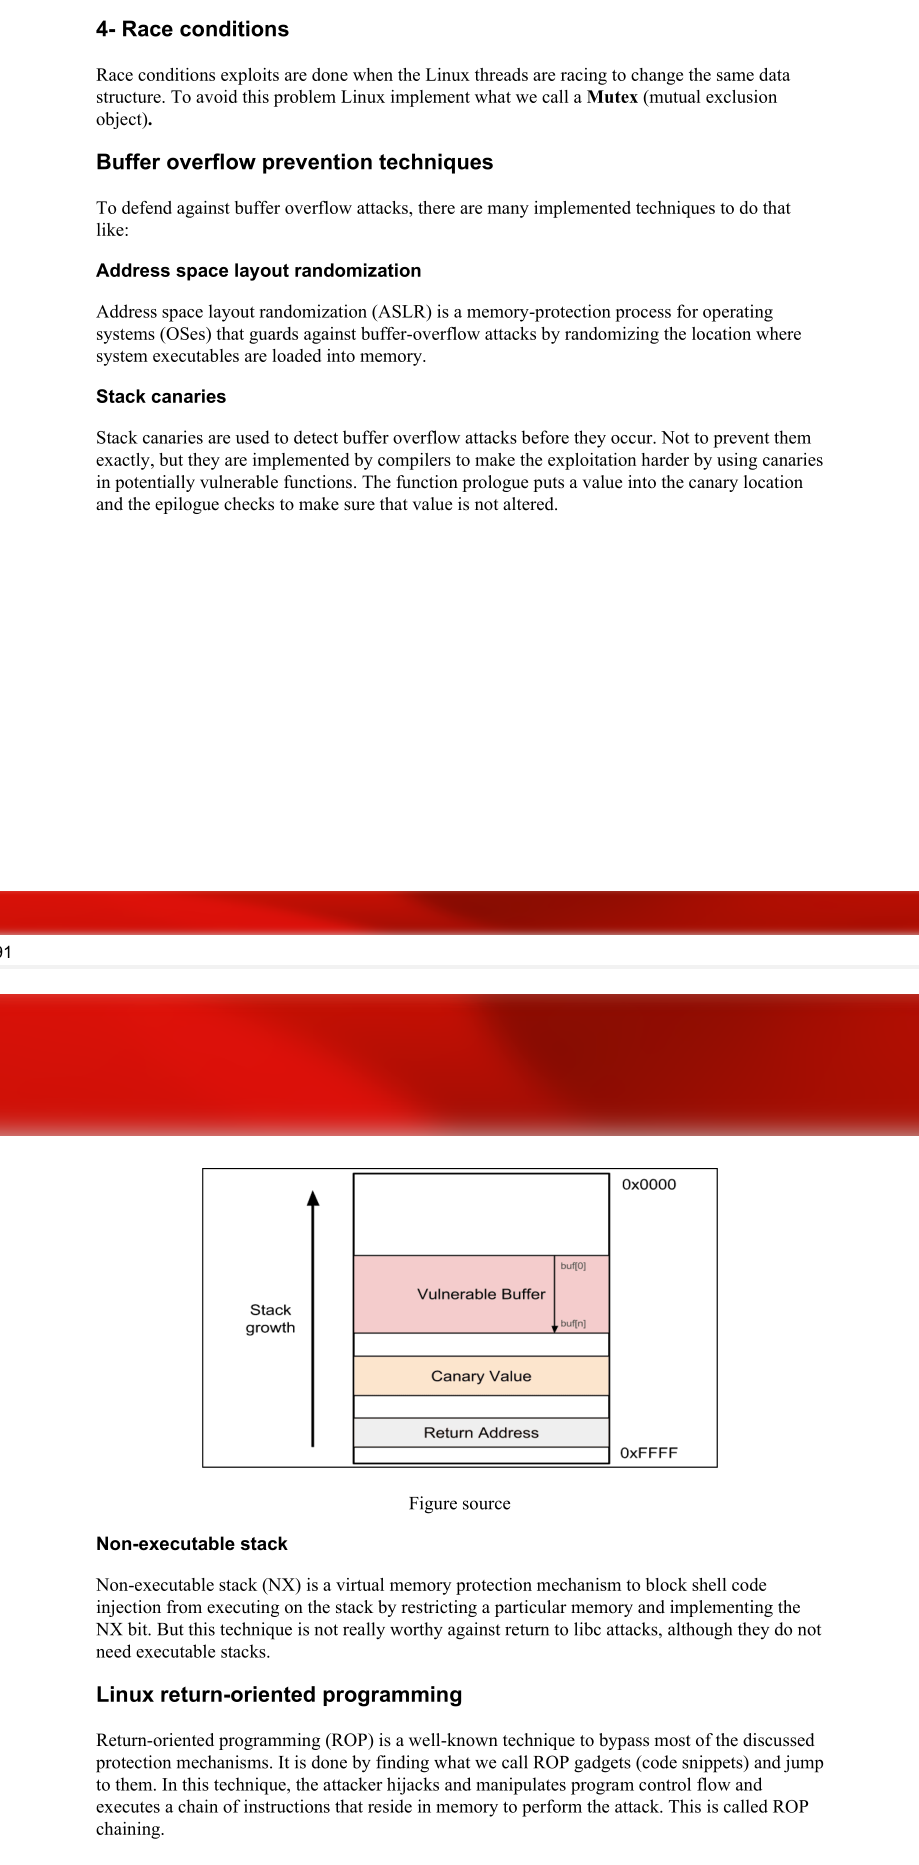 4- Race conditions
Race conditions exploits are done when the Linux threads are racing to change the same data
structure. To avoid this problem Linux implement what we call a Mutex (mutual exclusion
object).
Buffer overflow prevention techniques
To defend against buffer overflow attacks, there are many implemented techniques to do that
like:
Address space layout randomization
Address space layout randomization (ASLR) is a memory-protection process for operating
systems (OSes) that guards against buffer-overflow attacks by randomizing the location where
system executables are loaded into memory.
Stack canaries
Stack canaries are used to detect buffer overflow attacks before they occur. Not to prevent them
exactly, but they are implemented by compilers to make the exploitation harder by using canaries
in potentially vulnerable functions. The function prologue puts a value into the canary location
and the epilogue checks to make sure that value is not altered.
91
0x0000
buf[0]
Vulnerable Buffer
buf[n]
Stack
growth
Canary Value
Return Address
0xFFFF
Figure source
Non-executable stack
Non-executable stack (NX) is a virtual memory protection mechanism to block shell code
injection from executing on the stack by restricting a particular memory and implementing the
NX bit. But this technique is not really worthy against return to libc attacks, although they do not
need executable stacks.
Linux return-oriented programming
Return-oriented programming (ROP) is a well-known technique to bypass most of the discussed
protection mechanisms. It is done by finding what we call ROP gadgets (code snippets) and jump
to them. In this technique, the attacker hijacks and manipulates program control flow and
executes a chain of instructions that reside in memory to perform the attack. This is called ROP
chaining.